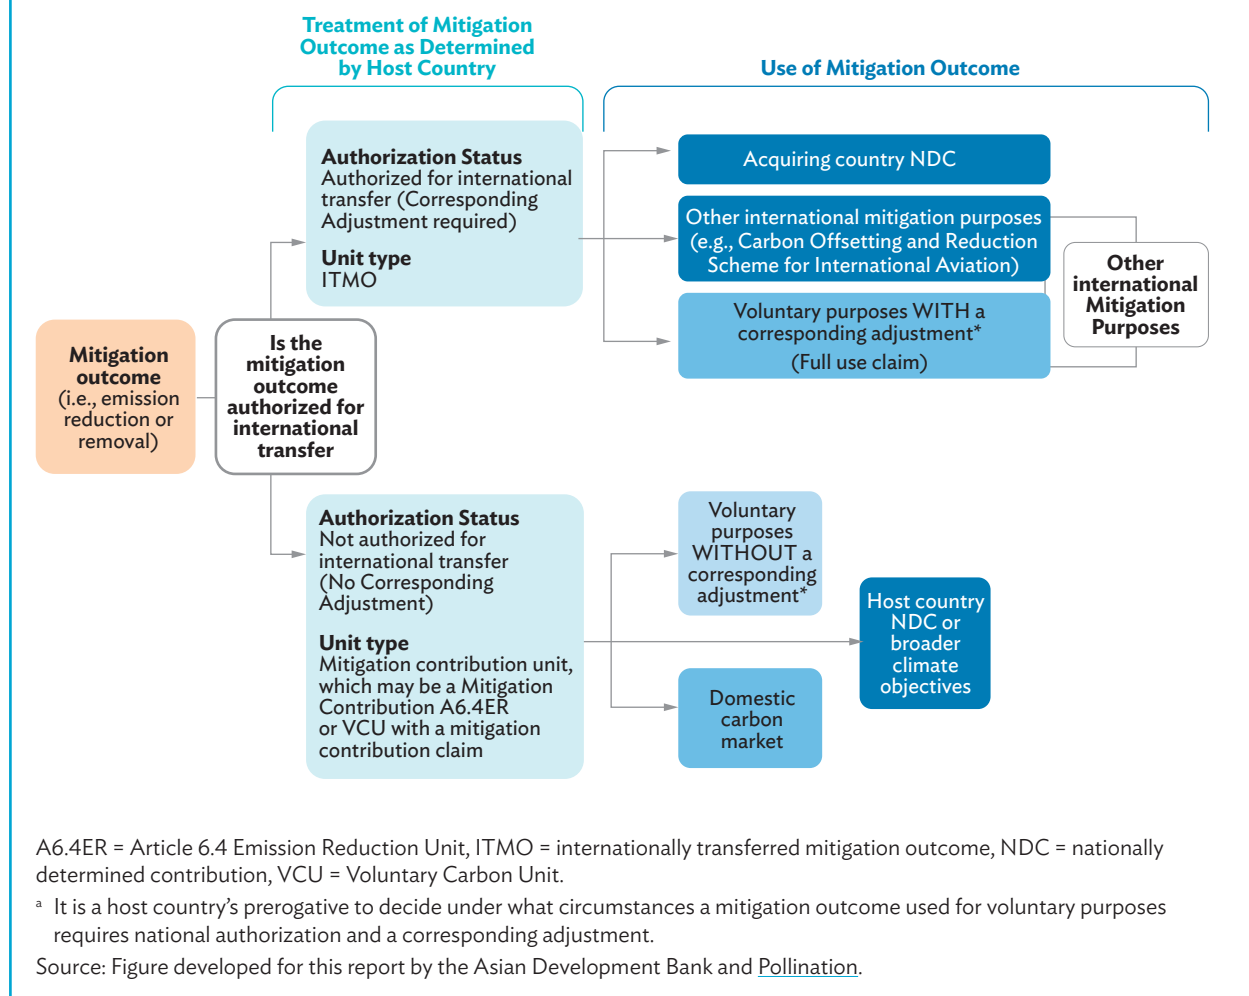 Treatment of Mitigation
Outcome as Determined
by Host Country
Use of Mitigation Outcome
Mitigation
outcome
(i.e., emission
reduction or
removal)
Is the
mitigation
outcome
authorized for
international
transfer
Authorization Status
Authorized for international
transfer (Corresponding
Adjustment required)
Unit type
ITMO
Acquiring country NDC
Other international mitigation purposes
(e.g., Carbon Offsetting and Reduction
Scheme for International Aviation)
Voluntary purposes WITH a
corresponding adjustment*
(Full use claim)
Other
international
Mitigation
Purposes
Authorization Status
Not authorized for
international transfer
(No Corresponding
Adjustment)
Unit type
Mitigation contribution unit,
which may be a Mitigation
Contribution A6.4ER
or VCU with a mitigation
contribution claim
Voluntary
purposes
WITHOUT a
corresponding
adjustment*
Domestic
carbon
market
Host country
NDC or
broader
climate
objectives
A6.4ER = Article 6.4 Emission Reduction Unit, ITMO = internationally transferred mitigation outcome, NDC = nationally
determined contribution, VCU = Voluntary Carbon Unit.
a It is a host country’s prerogative to decide under what circumstances a mitigation outcome used for voluntary purposes
requires national authorization and a corresponding adjustment.
Source: Figure developed for this report by the Asian Development Bank and Pollination.